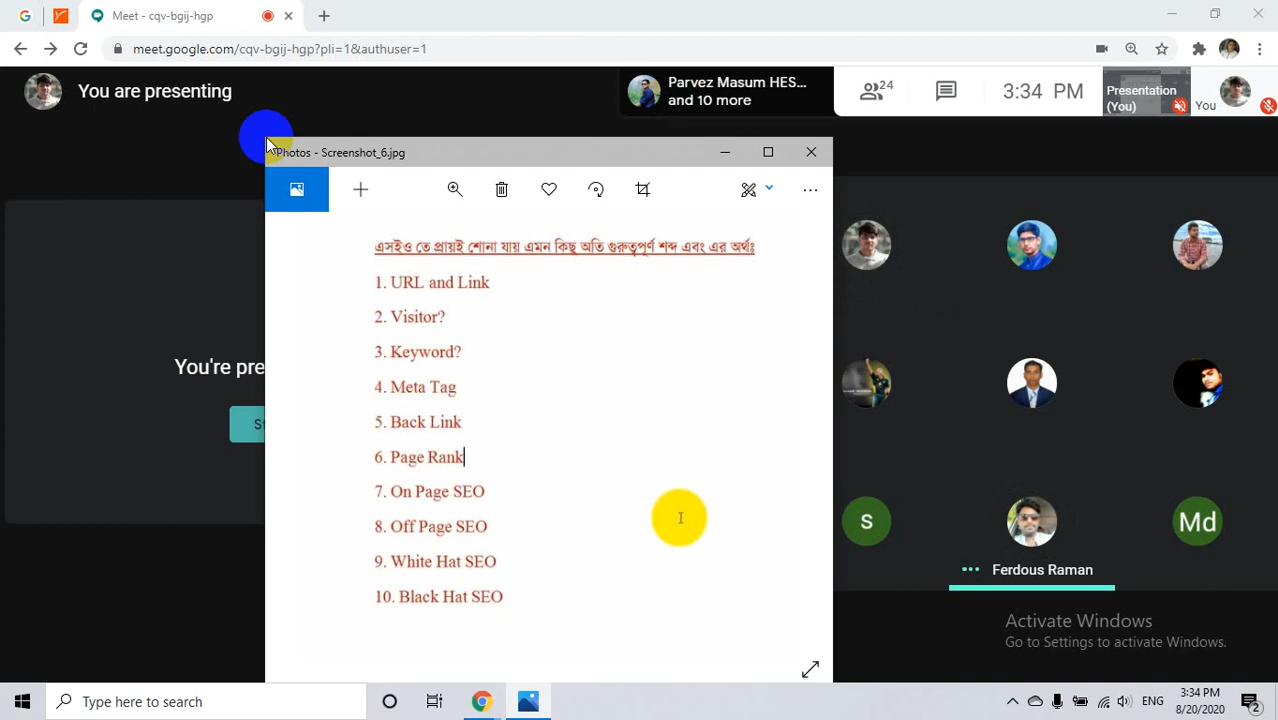 Meet - cqv-bgij-hgp
meet.google.com/cqv-bgij-hgp?pli=1&authuser=1
You are presenting
Parvez Masum HES...
and 10 more
24
3:34 PM
Presentation
(You)
You
Photos - Screenshot_6.jpg
এসইও তে প্রায়ই শোনা যায় এমন কিছু অতি গুরুত্বপূর্ণ শব্দ এবং এর অর্থঃ
1. URL and Link
2. Visitor?
3. Keyword?
4. Meta Tag
5. Back Link
6. Page Rank
7. On Page SEO
8. Off Page SEO
9. White Hat SEO
10. Black Hat SEO
You're pre
S
Md
Ferdous Raman
Activate Windows
Go to Settings to activate Windows.
Type here to search
ENG
3:34 PM
8/20/2020
2